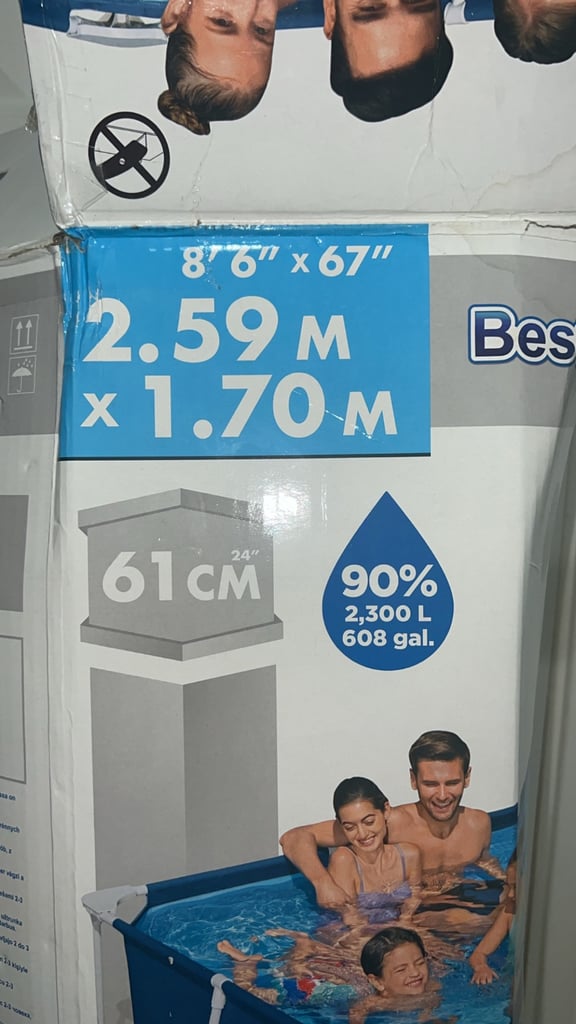 8' 6" x 67"
2.59 M
x 1.70 M
Bes
24"
61 CM
90%
2,300 L
608 gal.